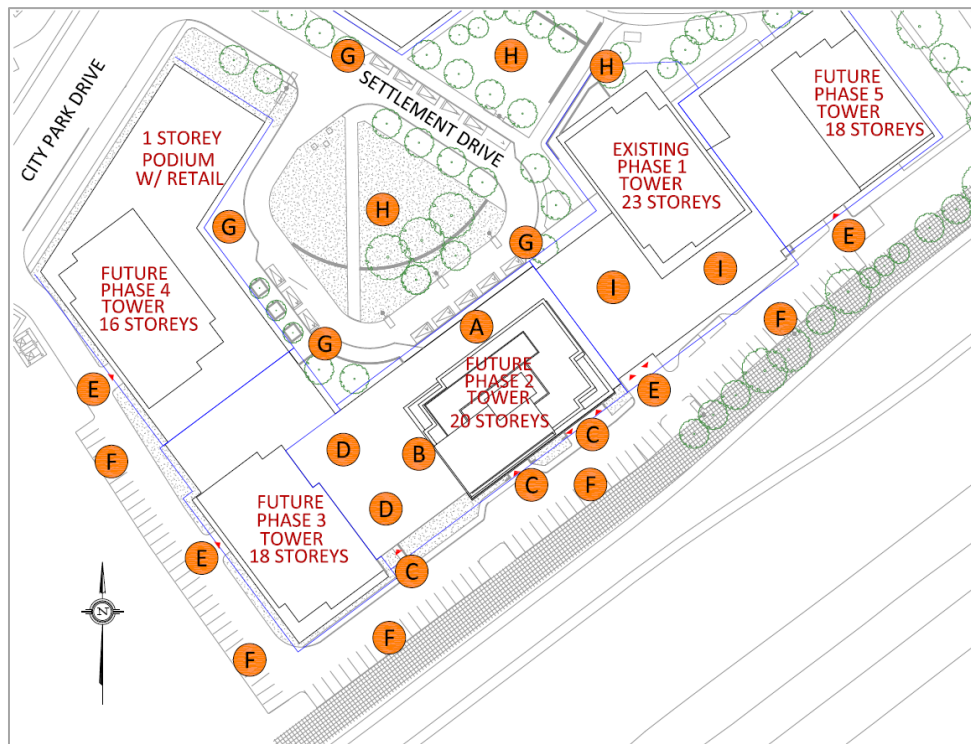 G
H
H
SETTLEMENT DRIVE
CITY PARK DRIVE
FUTURE
PHASE 5
TOWER
18 STOREYS
1 STOREY
PODIUM
W/ RETAIL
EXISTING
PHASE 1
TOWER
23 STOREYS
H
G
G
E
I
I
FUTURE
PHASE 4
TOWER
16 STOREYS
A
F
G
FUTURE
PHASE 2
TOWER
20 STOREYS
E
E
C
D
B
F
C
F
D
FUTURE
PHASE 3
TOWER
18 STOREYS
E
C
N
F
F